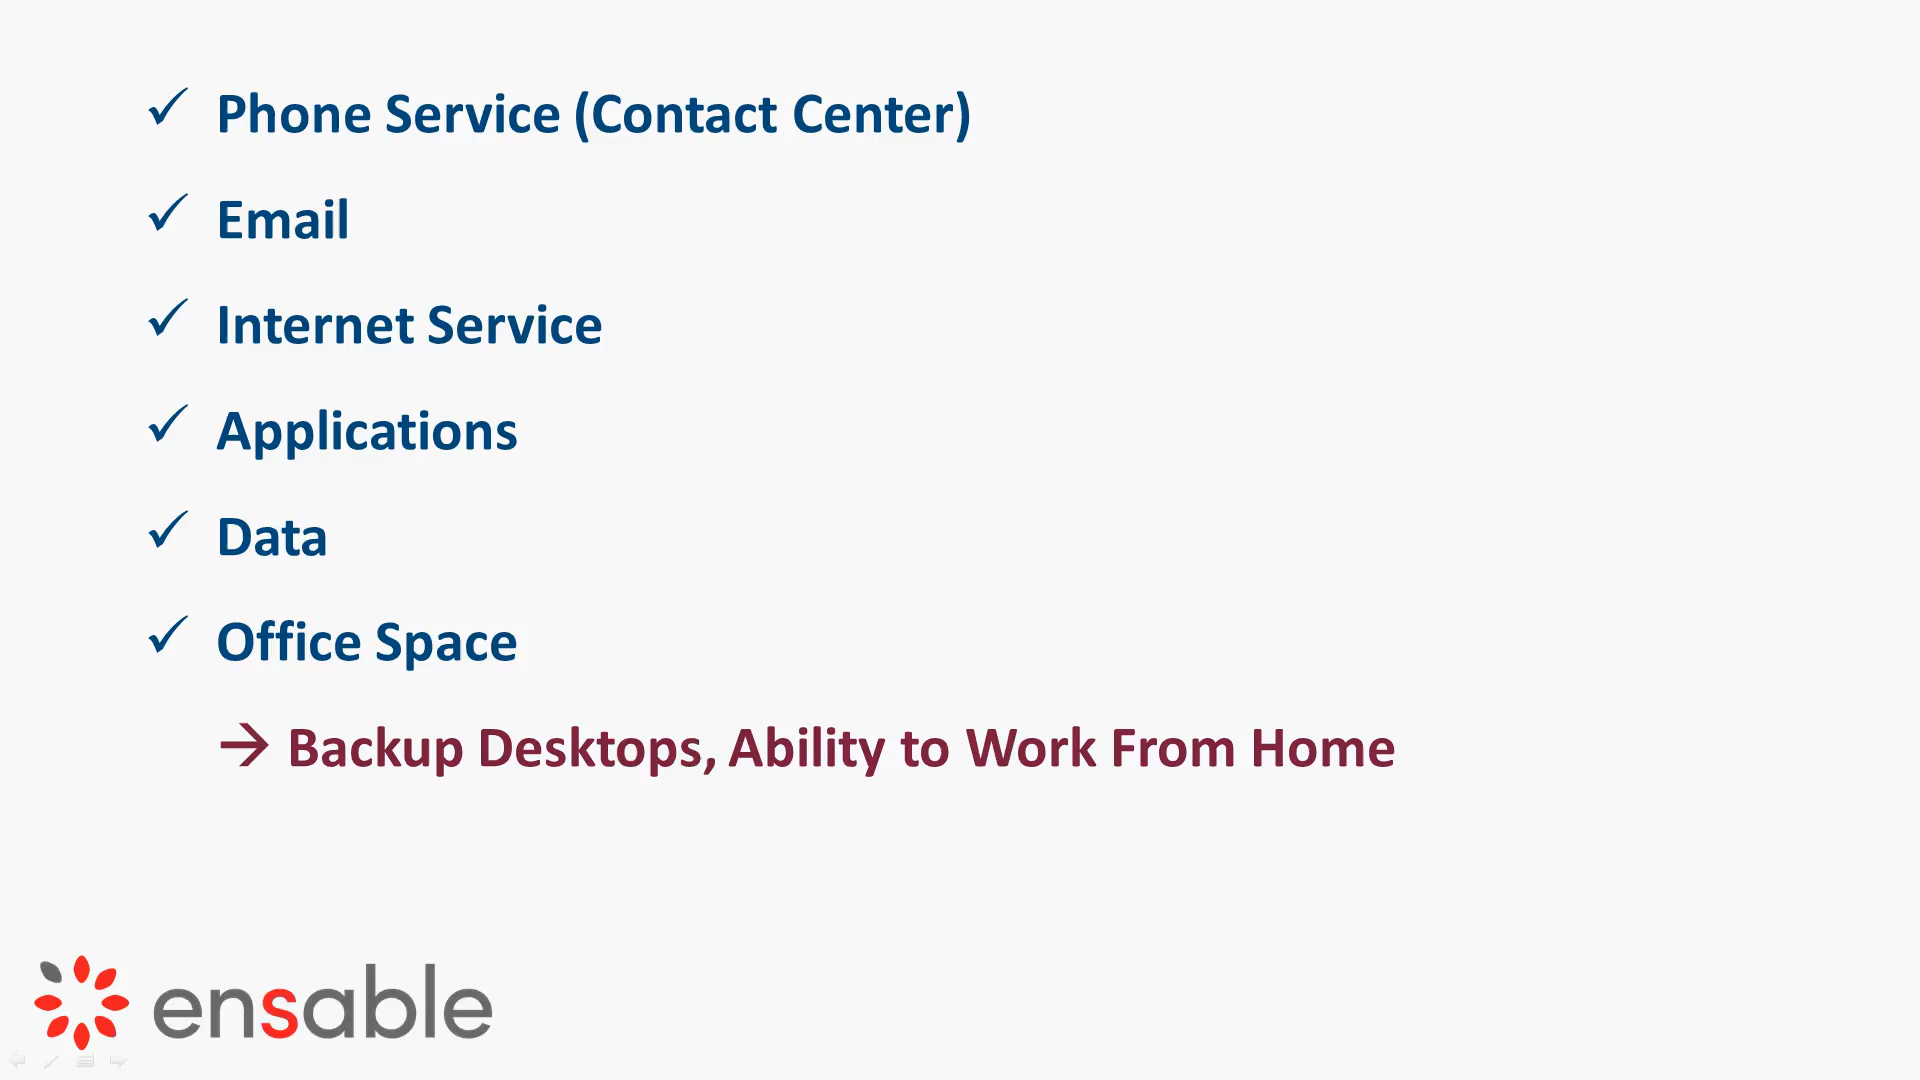 ✓ Phone Service (Contact Center)
✓ Email
✓ Internet Service
✓ Applications
✓ Data
✓ Office Space
→ Backup Desktops, Ability to Work From Home
ensable